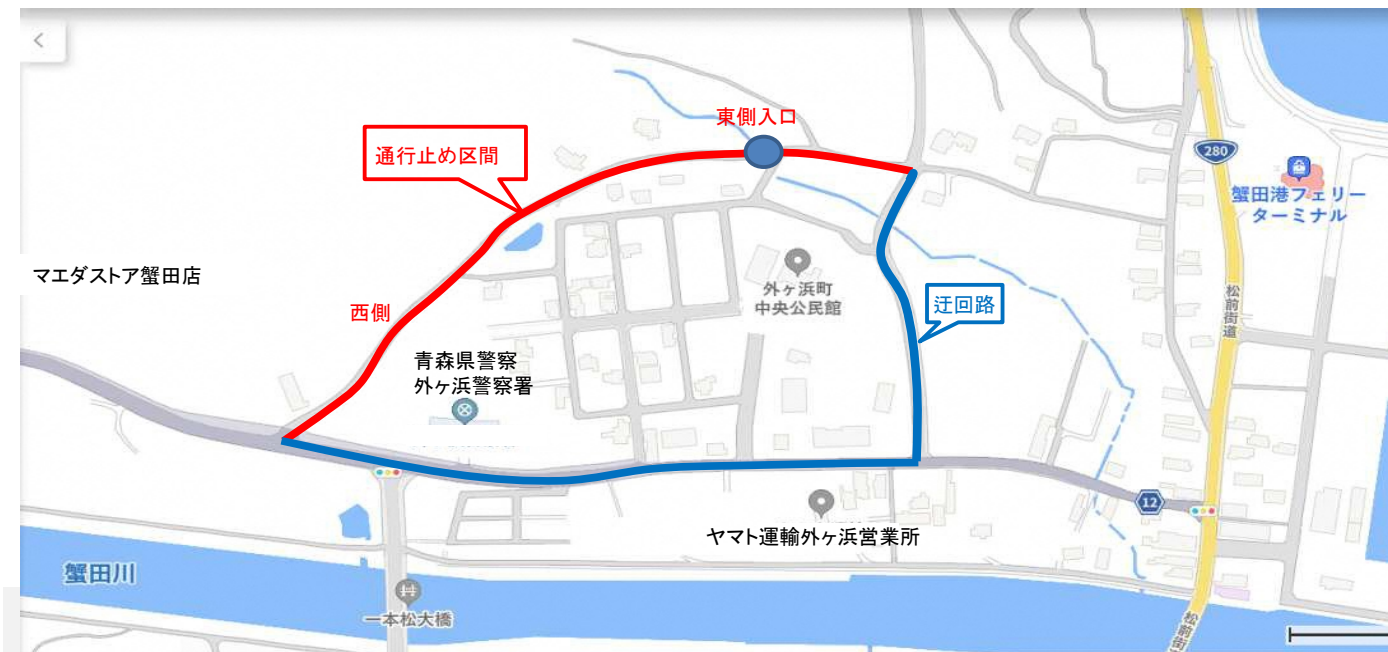 東側入口
通行止め区間
280
蟹田港フェリー
ターミナル
マエダストア蟹田店
外ヶ浜町
中央公民館
迂回路
松前街道
西側
青森県警察
外ヶ浜警察署
12
ヤマト運輸外ヶ浜営業所
蟹田川
一本松大橋
松前街